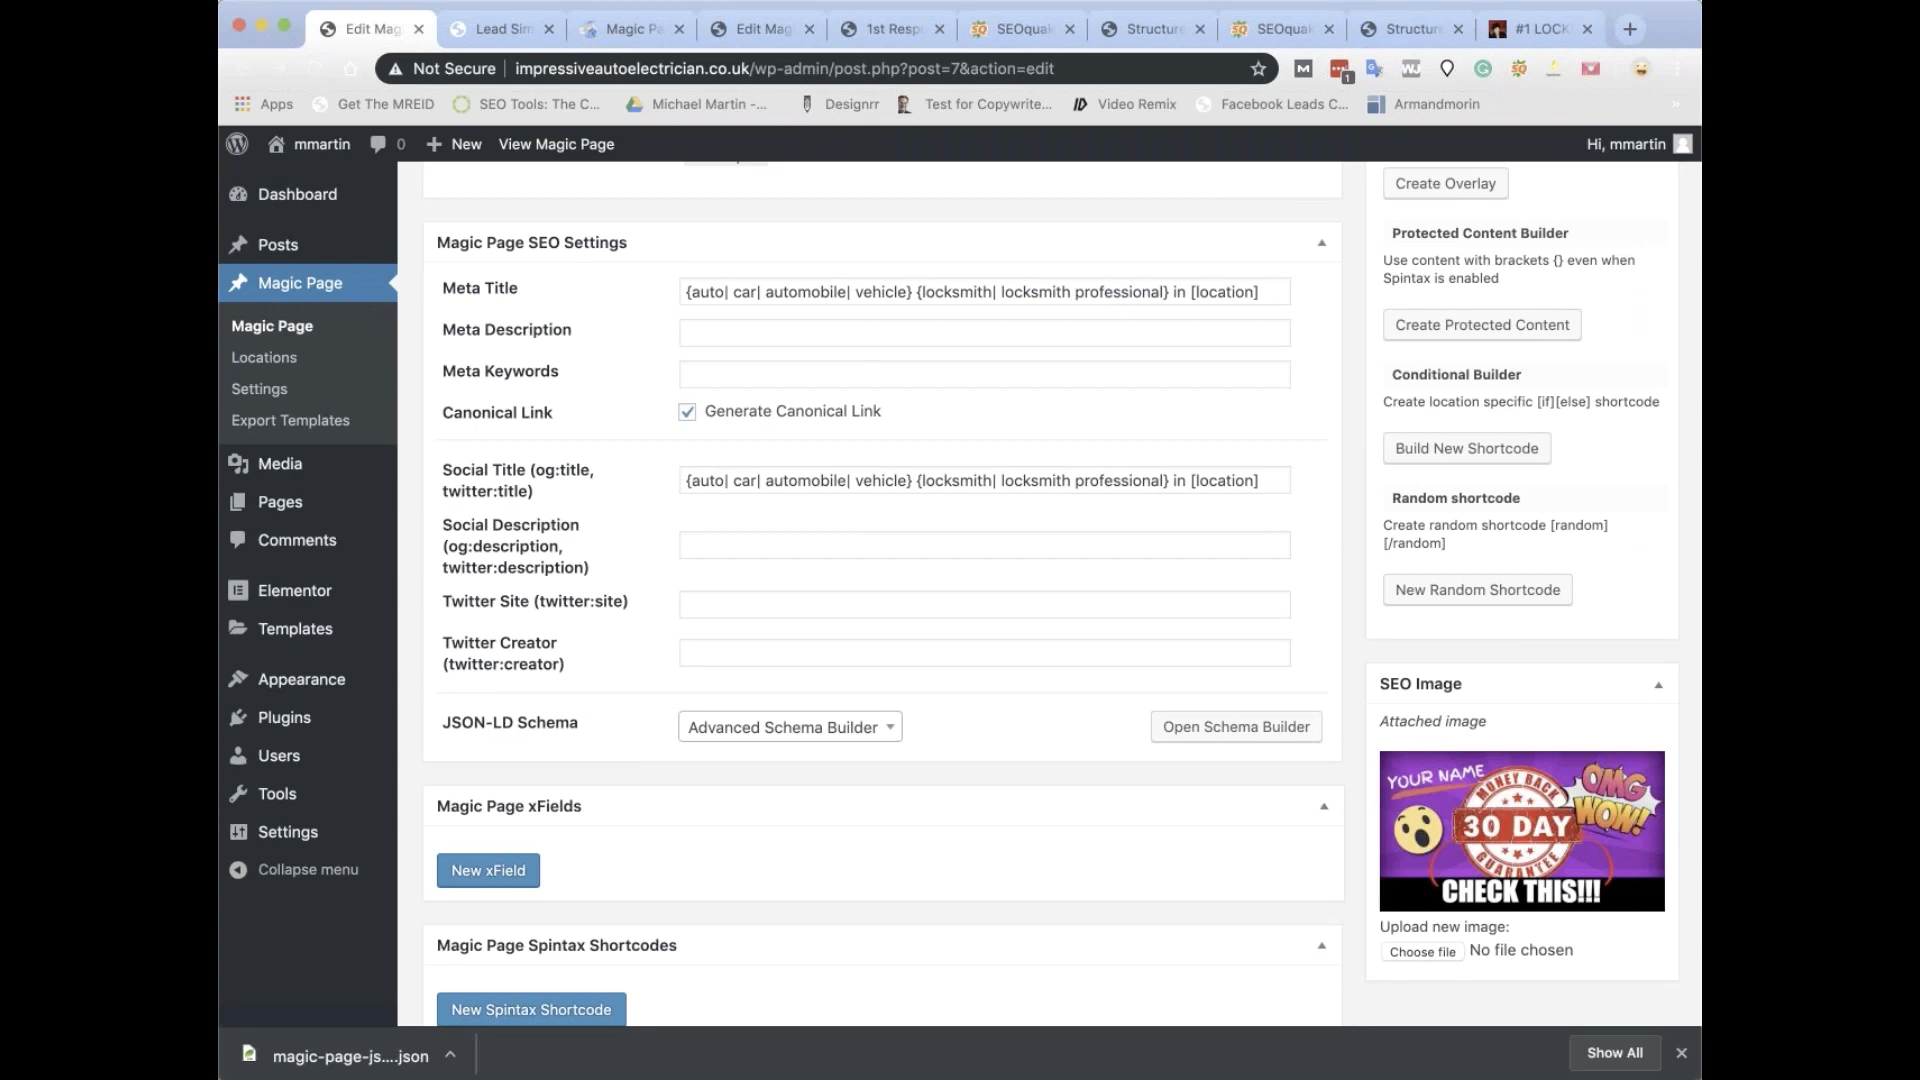 Edit Mag
Lead Sim
Magic Pa
Edit Mag
1st Resp
SEOquak
Structure
SEOquak
Structure
#1 LOCK
Not Secure
impressiveautoelectrician.co.uk/wp-admin/post.php?post=7&action=edit
1
Apps
Get The MREID
SEO Tools: The C...
Michael Martin -...
Designrr
Test for Copywrite...
Video Remix
Facebook Leads C...
Armandmorin
»
mmartin
0
New
View Magic Page
Hi, mmartin
Dashboard
Posts
Magic Page
Magic Page
Locations
Settings
Export Templates
Media
Pages
Comments
Elementor
Templates
Appearance
Plugins
Users
Tools
Settings
Collapse menu
Magic Page SEO Settings
Meta Title
{auto| car| automobile| vehicle} {locksmith| locksmith professional} in [location]
Meta Description
Meta Keywords
Canonical Link
Generate Canonical Link
Social Title (og:title,
twitter:title)
{auto| car| automobile| vehicle} {locksmith| locksmith professional} in [location]
Social Description
(og:description,
twitter:description)
Twitter Site (twitter:site)
Twitter Creator
(twitter:creator)
JSON-LD Schema
Advanced Schema Builder
Open Schema Builder
Magic Page xFields
New xField
Magic Page Spintax Shortcodes
New Spintax Shortcode
Create Overlay
Protected Content Builder
Use content with brackets {} even when
Spintax is enabled
Create Protected Content
Conditional Builder
Create location specific [if][else] shortcode
Build New Shortcode
Random shortcode
Create random shortcode [random]
[/random]
New Random Shortcode
SEO Image
Attached image
YOUR NAME
MONEY BACK
30 DAY
GUARANTEE
OMG
WOW!
CHECK THIS!!!
Upload new image:
Choose file
No file chosen
magic-page-js....json
Show All